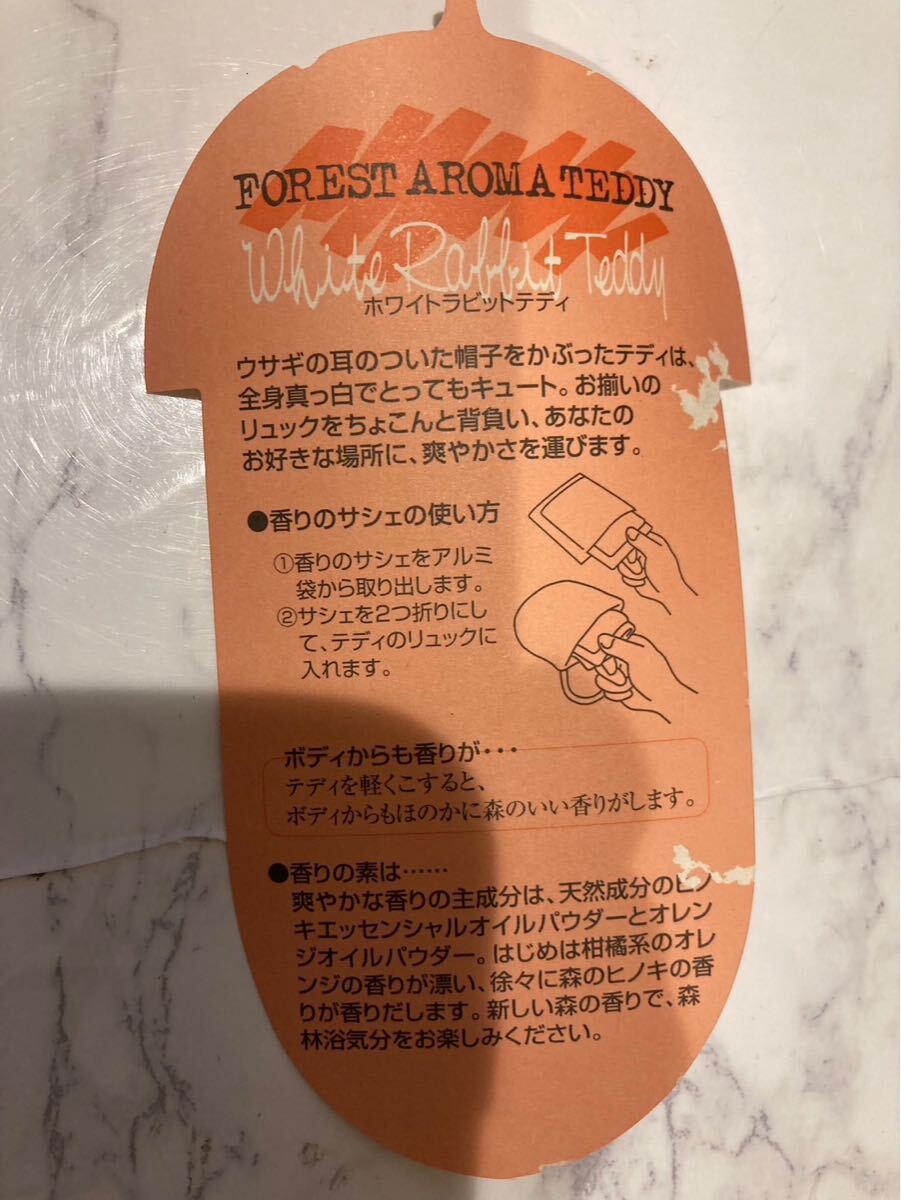 FOREST AROMA TEDDY
White Rabbit Teddy
ホワイトラビットテディ
ウサギの耳のついた帽子をかぶったテディは、
全身真っ白でとってもキュート。お揃いの
リュックをちょこんと背負い、あなたの
お好きな場所に、爽やかさを運びます。
●香りのサシェの使い方
①香りのサシェをアルミ
袋から取り出します。
②サシェを2つ折りにし
て、テディのリュックに
入れます。
ボディからも香りが・・・
テディを軽くこすると、
ボディからもほのかに森のいい香りがします。
●香りの素は……
爽やかな香りの主成分は、天然成分のヒノ
キエッセンシャルオイルパウダーとオレン
ジオイルパウダー。はじめは柑橘系のオレ
ンジの香りが漂い、徐々に森のヒノキの香
りが香りだします。新しい森の香りで、森
林浴気分をお楽しみください。